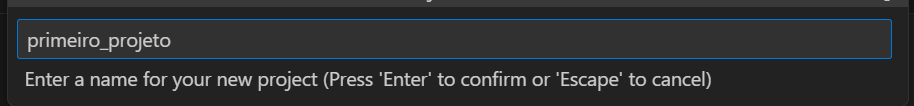 primeiro_projeto
Enter a name for your new project (Press 'Enter' to confirm or 'Escape' to cancel)